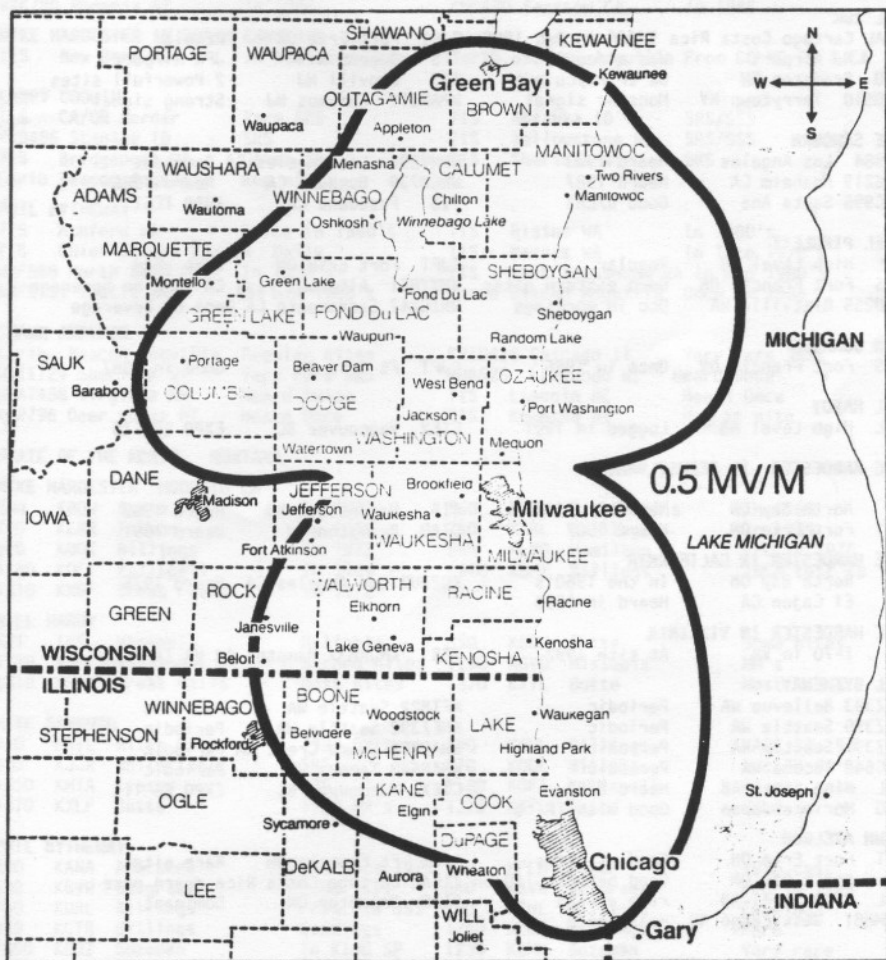 SHAWANO
PORTAGE
WAUPACA
KEWAUNEE
Kewaunee
Green Bay
OUTAGAMIE
BROWN
Waupaca
Appleton
N
W E
S
WAUSHARA
Menasha
CALUMET
MANITOWOC
ADAMS
WINNEBAGO
Two Rivers
Chilton
Manitowoc
Wautoma
Oshkosh
Winnebago Lake
MARQUETTE
SHEBOYGAN
Montello
Green Lake
Fond Du Lac
GREEN LAKE
FOND DU LAC
Sheboygan
Waupun
Random Lake
MICHIGAN
SAUK
Portage
Beaver Dam
West Bend
OZAUKEE
Baraboo
COLUMBIA
DODGE
Jackson
Port Washington
WASHINGTON
Watertown
Mequon
DANE
JEFFERSON
Brookfield
0.5 MV/M
Madison
Jefferson
Waukesha
Milwaukee
IOWA
WAUKESHA
LAKE MICHIGAN
Fort Atkinson
MILWAUKEE
ROCK
WALWORTH
RACINE
GREEN
Elkhorn
Racine
Janesville
Lake Geneva
Kenosha
WISCONSIN
Beloit
KENOSHA
ILLINOIS
BOONE
WINNEBAGO
Woodstock
LAKE
Waukegan
STEPHENSON
Belvidere
Rockford
McHENRY
Highland Park
KANE
Evanston
St. Joseph
OGLE
Elgin
COOK
Sycamore
DuPAGE
DeKALB
Wheaton
Chicago
LEE
Aurora
INDIANA
WILL
Joliet
Gary